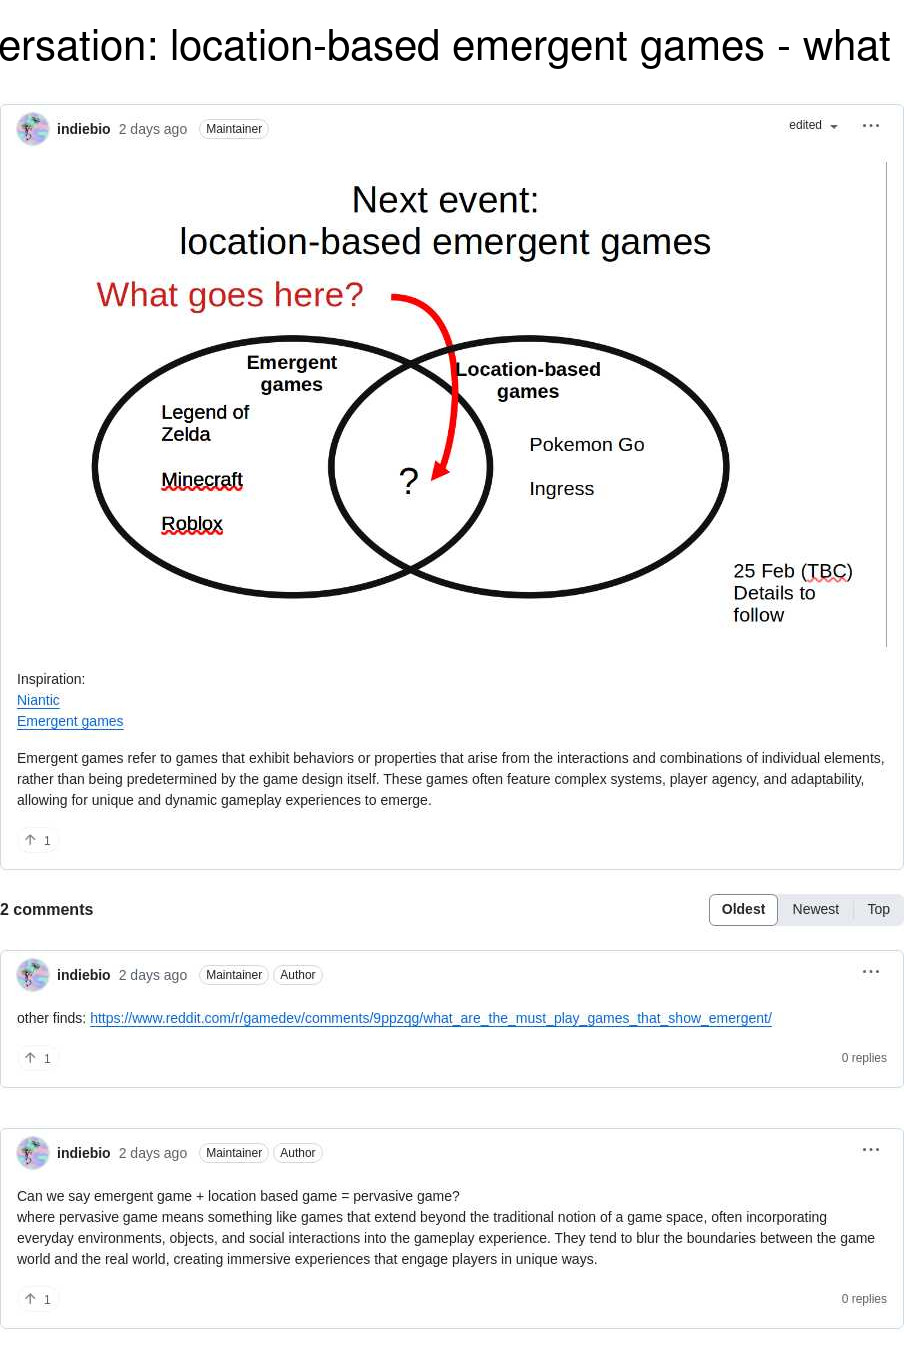 ersation: location-based emergent games - what
indiebio 2 days ago Maintainer edited
Next event:
location-based emergent games
What goes here?
Emergent
games
Location-based
games
Legend of
Zelda
Minecraft
Roblox
?
Pokemon Go
Ingress
25 Feb (TBC)
Details to
follow
Inspiration:
Niantic
Emergent games
Emergent games refer to games that exhibit behaviors or properties that arise from the interactions and combinations of individual elements,
rather than being predetermined by the game design itself. These games often feature complex systems, player agency, and adaptability,
allowing for unique and dynamic gameplay experiences to emerge.
1
2 comments Oldest Newest Top
indiebio 2 days ago Maintainer Author
other finds: https://www.reddit.com/r/gamedev/comments/9ppzqg/what_are_the_must_play_games_that_show_emergent/
1 0 replies
indiebio 2 days ago Maintainer Author
Can we say emergent game + location based game = pervasive game?
where pervasive game means something like games that extend beyond the traditional notion of a game space, often incorporating
everyday environments, objects, and social interactions into the gameplay experience. They tend to blur the boundaries between the game
world and the real world, creating immersive experiences that engage players in unique ways.
1 0 replies